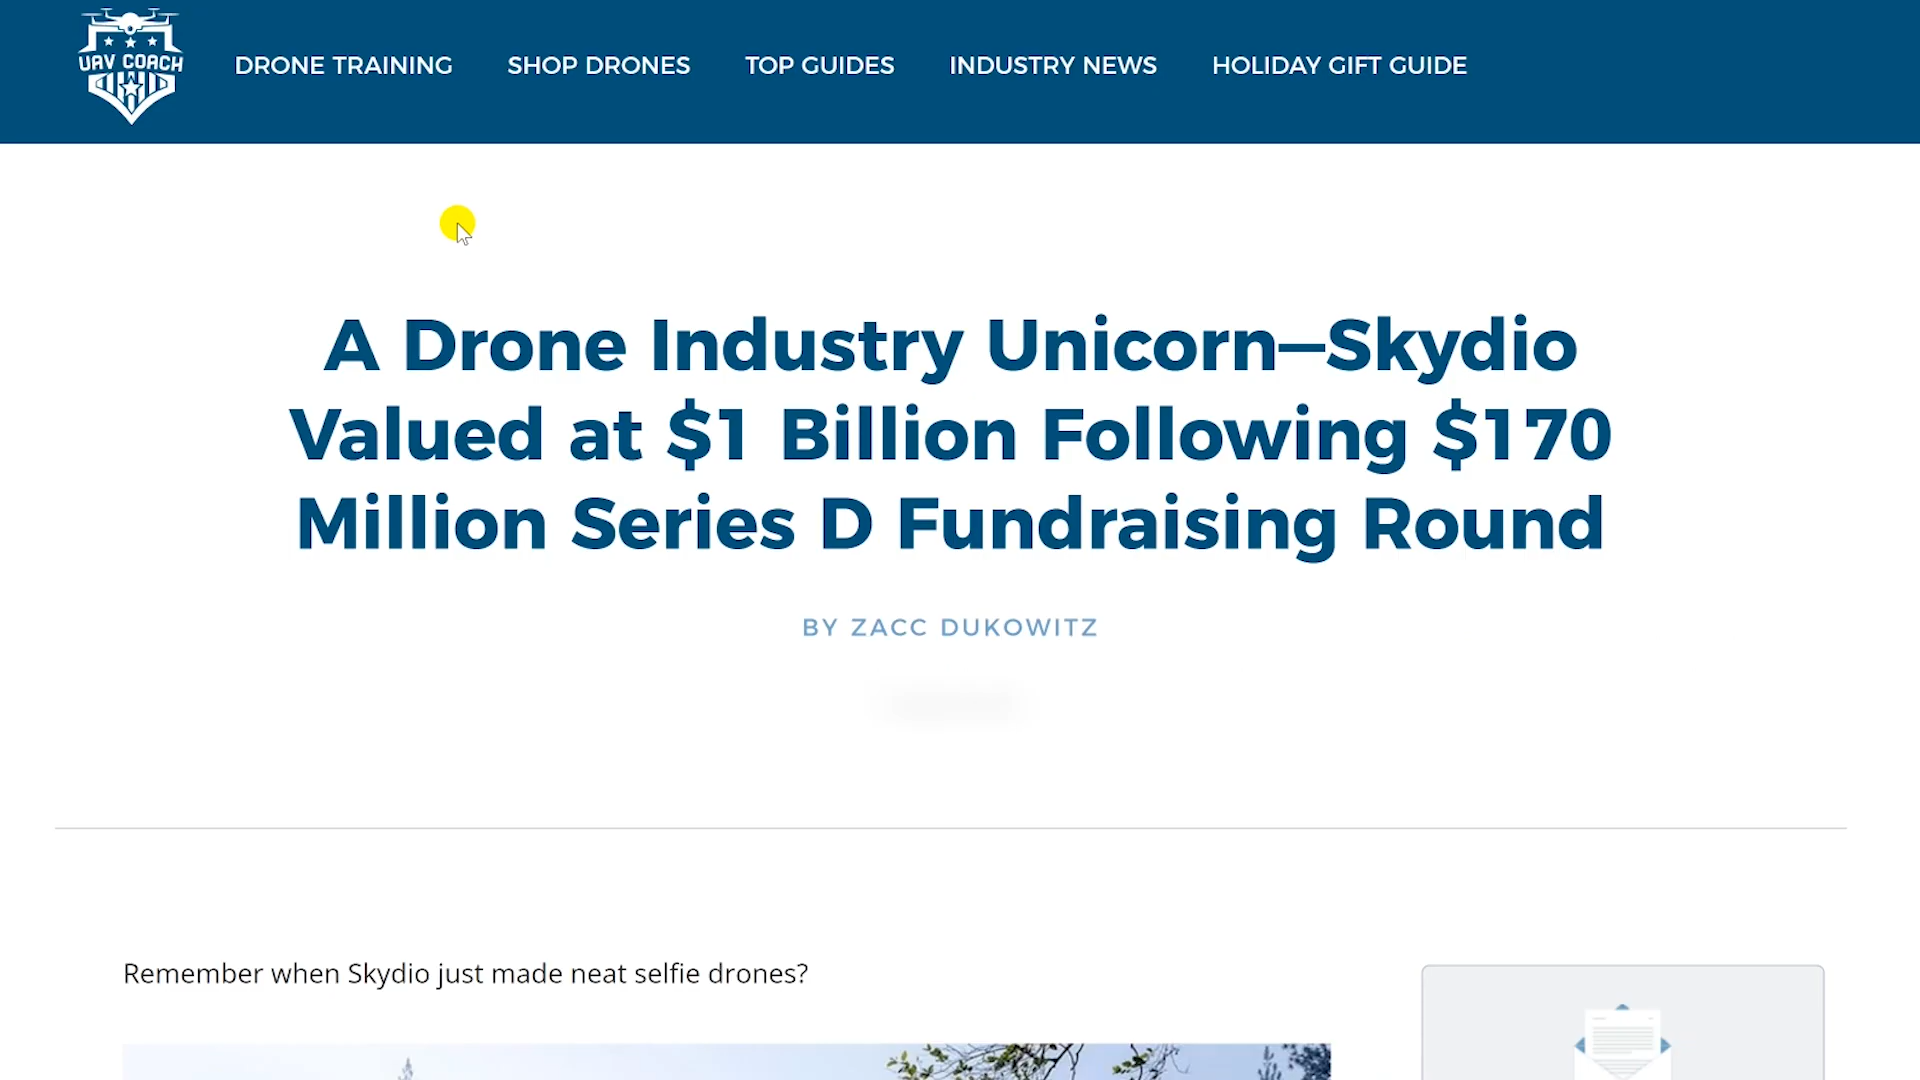 UAV COACH
DRONE TRAINING
SHOP DRONES
TOP GUIDES
INDUSTRY NEWS
HOLIDAY GIFT GUIDE
A Drone Industry Unicorn—Skydio
Valued at $1 Billion Following $170
Million Series D Fundraising Round
BY ZACC DUKOWITZ
Remember when Skydio just made neat selfie drones?